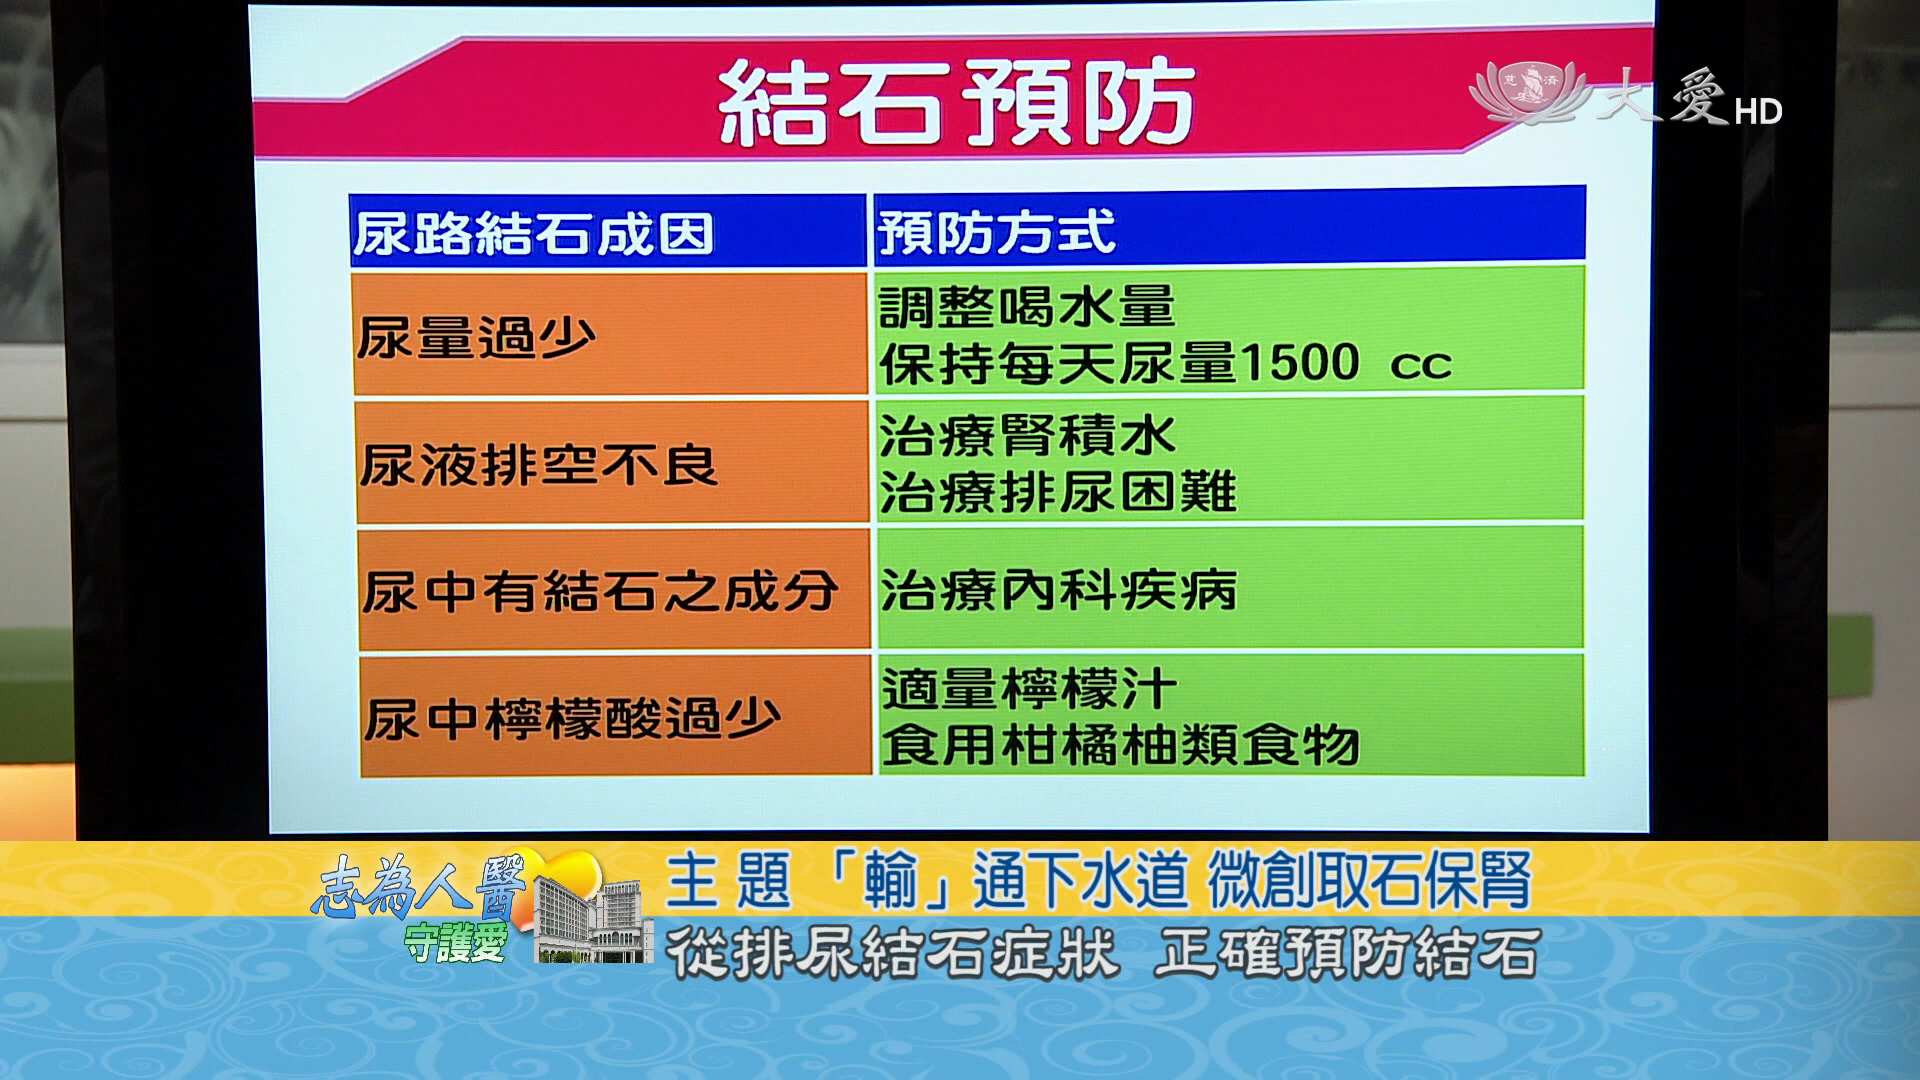 結石預防
慈濟
大愛HD
尿路結石成因
預防方式
尿量過少
調整喝水量
保持每天尿量1500 cc
尿液排空不良
治療腎積水
治療排尿困難
尿中有結石之成分
治療內科疾病
尿中檸檬酸過少
適量檸檬汁
食用柑橘柚類食物
志為人醫
守護愛
主題「輸」通下水道 微創取石保腎
從排尿結石症狀 正確預防結石